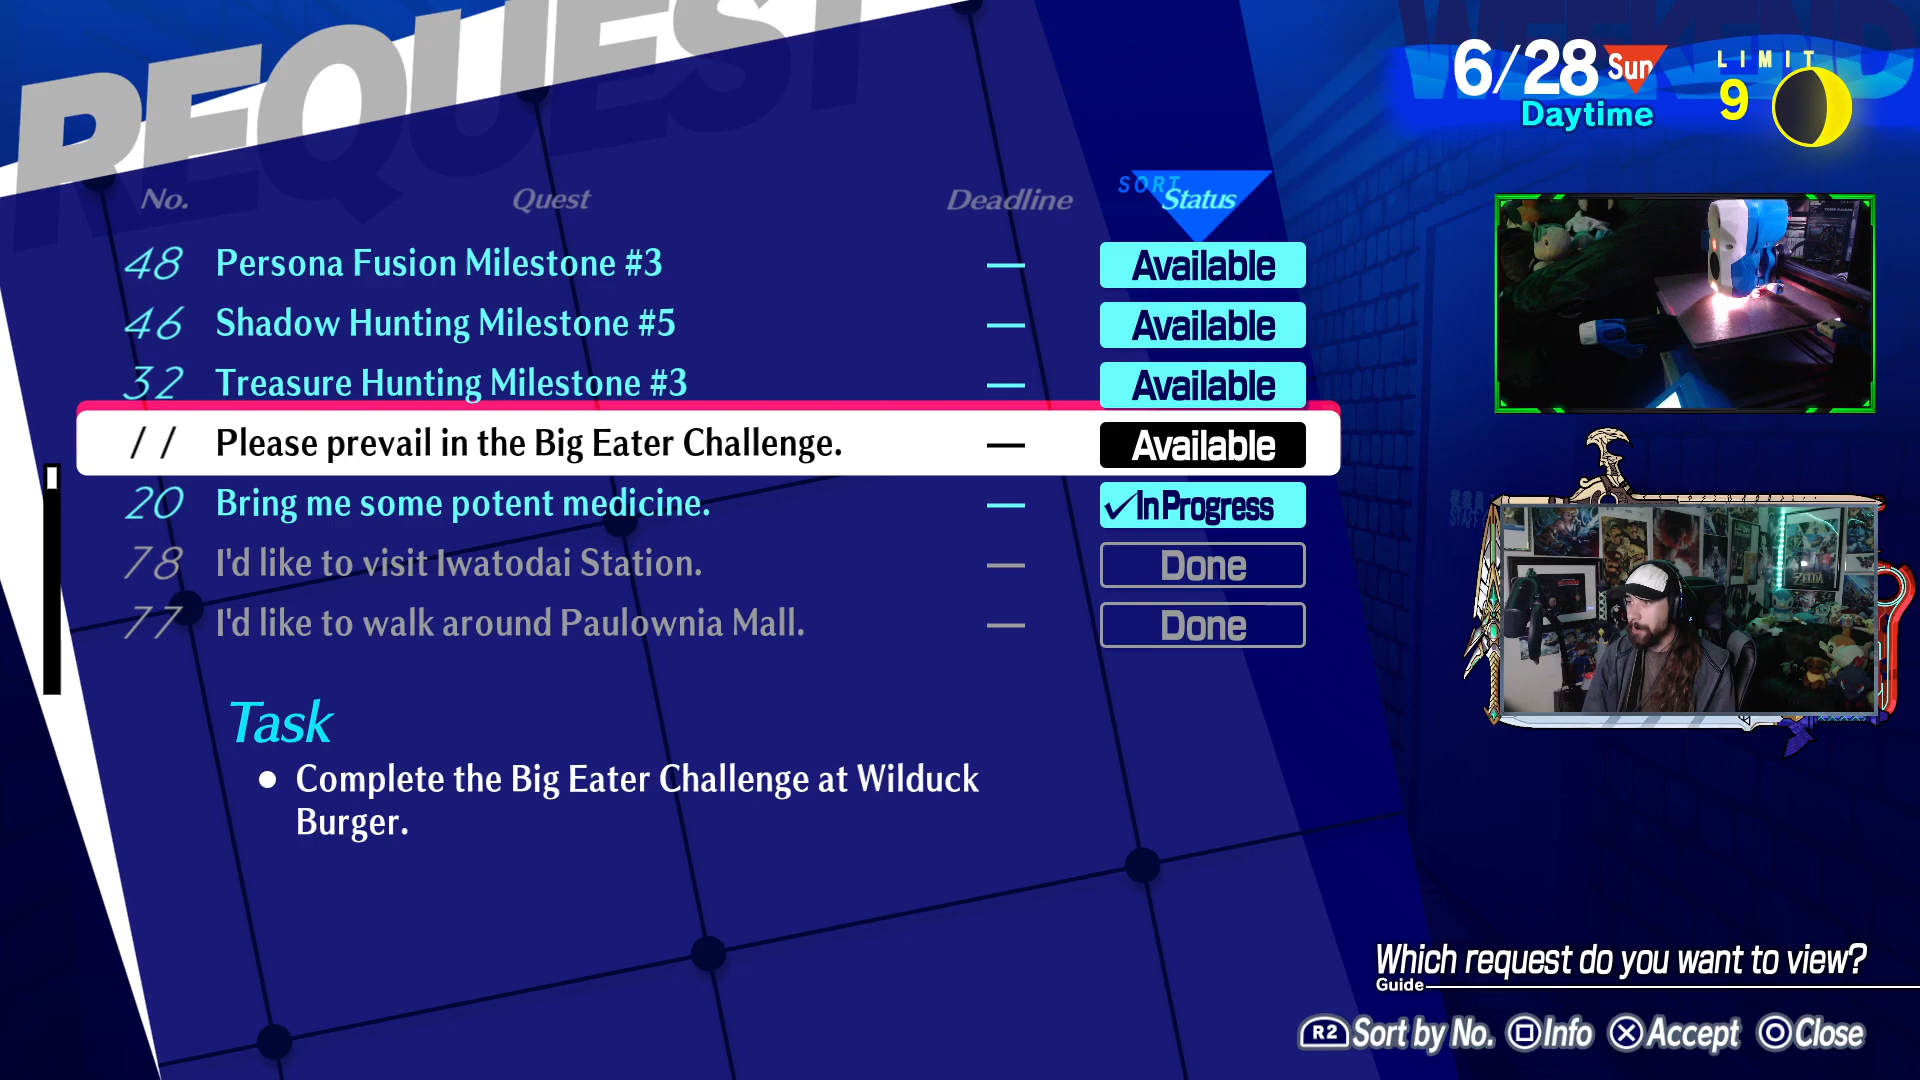 REQUEST
WEEKEND
6/28 Sun
Daytime
LIMIT
9
No. Quest Deadline SORT Status
48 Persona Fusion Milestone #3 — Available
46 Shadow Hunting Milestone #5 — Available
32 Treasure Hunting Milestone #3 — Available
// Please prevail in the Big Eater Challenge. — Available
20 Bring me some potent medicine. — ✓In Progress
78 I'd like to visit Iwatodai Station. — Done
77 I'd like to walk around Paulownia Mall. — Done
Task
• Complete the Big Eater Challenge at Wilduck
Burger.
ZELDA
Which request do you want to view?
Guide
R2 Sort by No. Info Accept Close